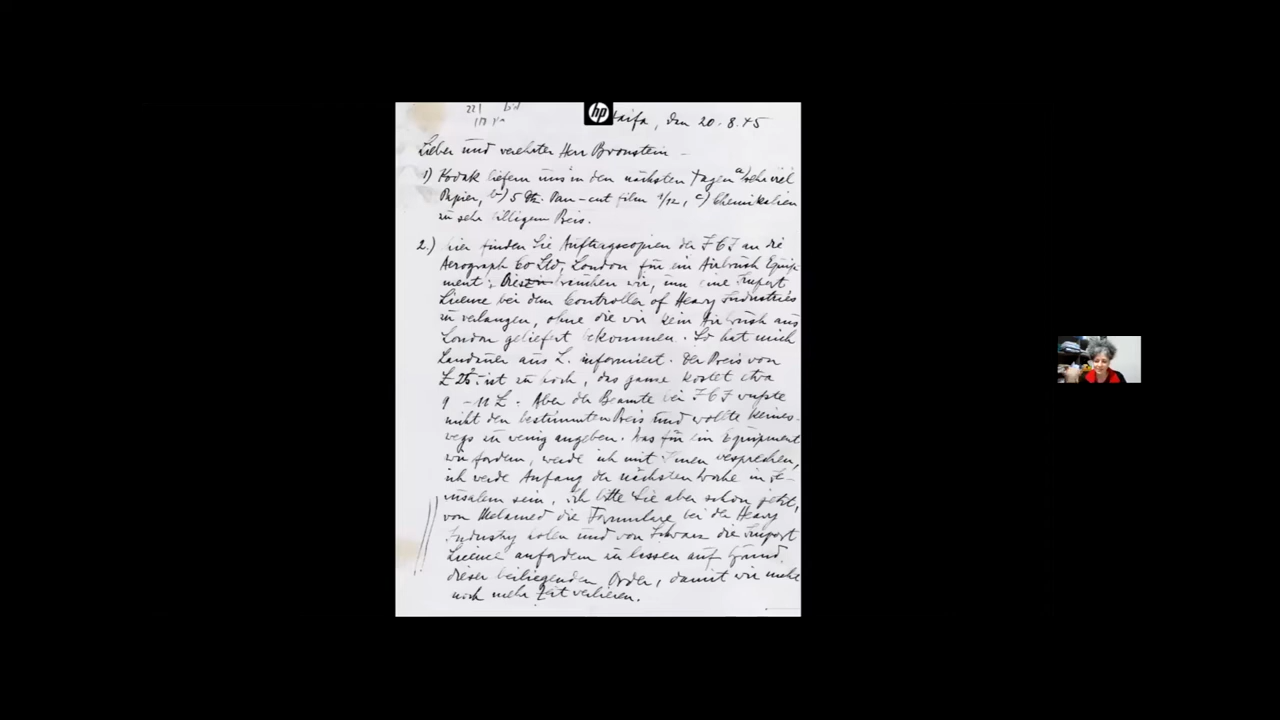 221
hp
Haifa, den 20.8.45
Lieber und verehrter Herr Bronstein –
1) Kodak liefern uns in den nächsten Tagen a) sehr viel
Papier, b) 5 Dtz. Pan-cut film 9/12, c) Chemikalien
zu sehr billigem Preis.
2.) hier finden Sie Auftragscopien der I C I an die
Aerograph Co Ltd, London für ein Airbrush Equip-
ment. brauchen wir, um eine Import
Licence bei dem Controller of Heavy Industries
zu verlangen, ohne die wir kein Airbrush aus
London geliefert bekommen. So hat mich
Landauer aus L. informiert. Der Preis von
£ 25.- ist zu hoch, das ganze kostet etwa
9 - 11 £. Aber der Beamte bei I C I wußte
nicht den bestimmten Preis und wollte keines-
wegs zu wenig angeben. Was für ein Equipment
wir fordern, werde ich mit Ihnen besprechen,
ich werde Anfang der nächsten Woche in Je-
rusalem sein, ich bitte Sie aber schon jetzt,
von Melamed die Formulare bei der Heavy
Industry holen und von Schwarz die Import
Licence anfordern zu lassen auf Grund
dieser beiliegenden Order, damit wir nicht
noch mehr Zeit verlieren.